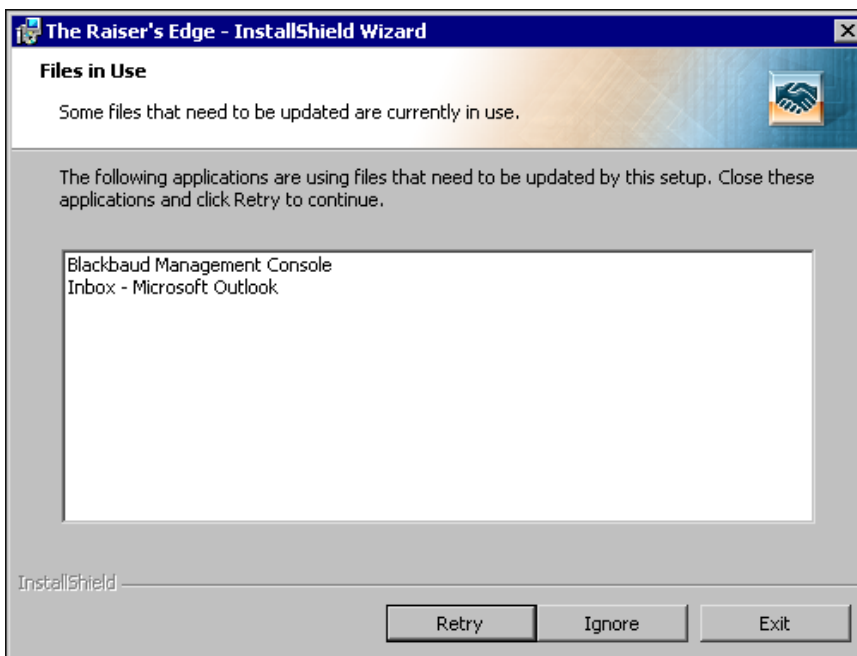 The Raiser's Edge - InstallShield Wizard
Files in Use
Some files that need to be updated are currently in use.
The following applications are using files that need to be updated by this setup. Close these
applications and click Retry to continue.
Blackbaud Management Console
Inbox - Microsoft Outlook
InstallShield
Retry
Ignore
Exit